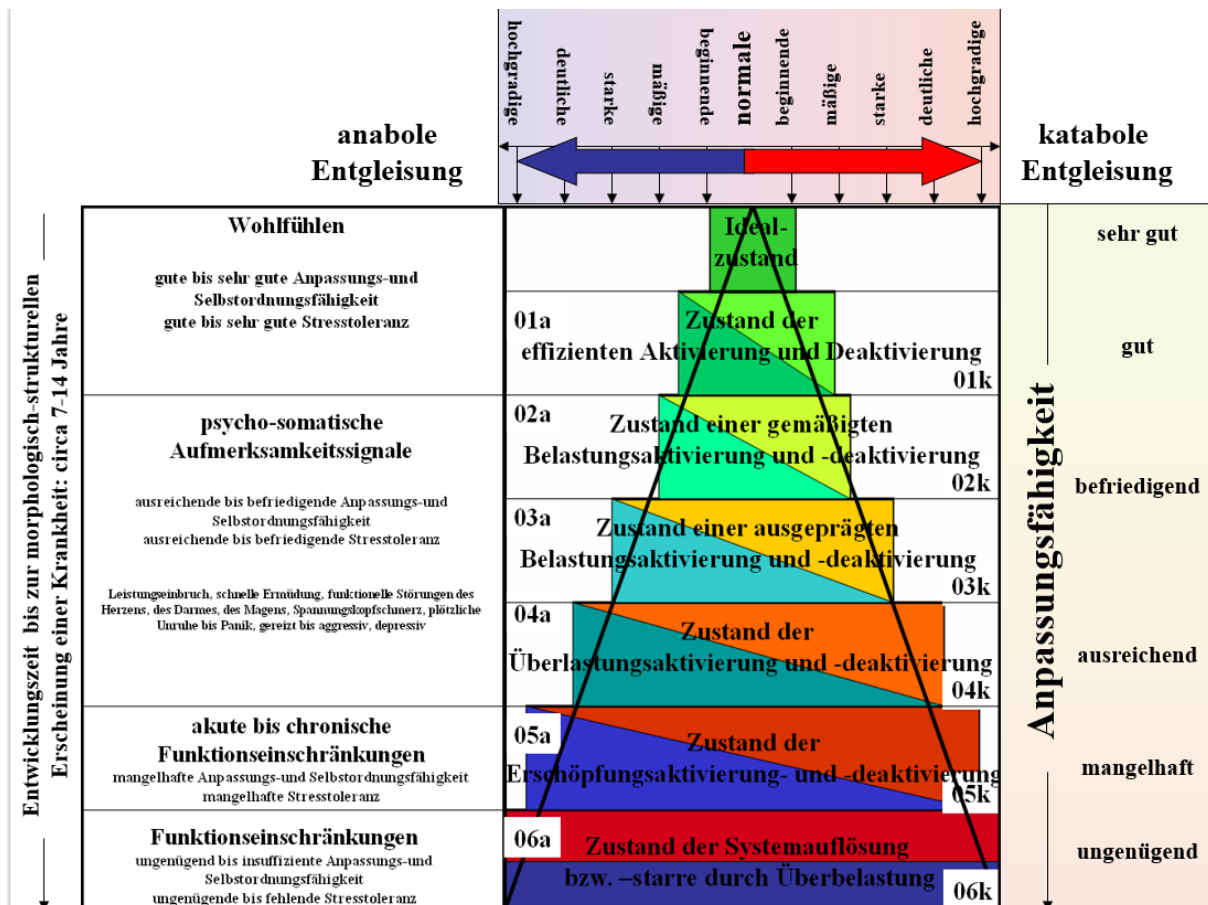 hochgradige
deutliche
starke
mäßige
beginnende
normale
beginnende
mäßige
starke
deutliche
hochgradige
anabole
Entgleisung
katabole
Entgleisung
Entwicklungszeit bis zur morphologisch-strukturellen
Erscheinung einer Krankheit: circa 7-14 Jahre
Wohlfühlen
gute bis sehr gute Anpassungs-und
Selbstordnungsfähigkeit
gute bis sehr gute Stresstoleranz
Ideal-
zustand
sehr gut
01a
Zustand der
effizienten Aktivierung und Deaktivierung
01k
gut
psycho-somatische
Aufmerksamkeitssignale
ausreichende bis befriedigende Anpassungs-und
Selbstordnungsfähigkeit
ausreichende bis befriedigende Stresstoleranz
Leistungseinbruch, schnelle Ermüdung, funktionelle Störungen des
Herzens, des Darmes, des Magens, Spannungskopfschmerz, plötzliche
Unruhe bis Panik, gereizt bis aggressiv, depressiv
02a
Zustand einer gemäßigten
Belastungsaktivierung und -deaktivierung
02k
befriedigend
03a
Zustand einer ausgeprägten
Belastungsaktivierung und -deaktivierung
03k
04a
Zustand der
Überlastungsaktivierung und -deaktivierung
04k
ausreichend
Anpassungsfähigkeit
akute bis chronische
Funktionseinschränkungen
mangelhafte Anpassungs-und Selbstordnungsfähigkeit
mangelhafte Stresstoleranz
05a
Zustand der
Erschöpfungsaktivierung- und -deaktivierung
05k
mangelhaft
Funktionseinschränkungen
ungenügend bis insuffiziente Anpassungs-und
Selbstordnungsfähigkeit
ungenügende bis fehlende Stresstoleranz
06a
Zustand der Systemauflösung
bzw. –starre durch Überbelastung
06k
ungenügend